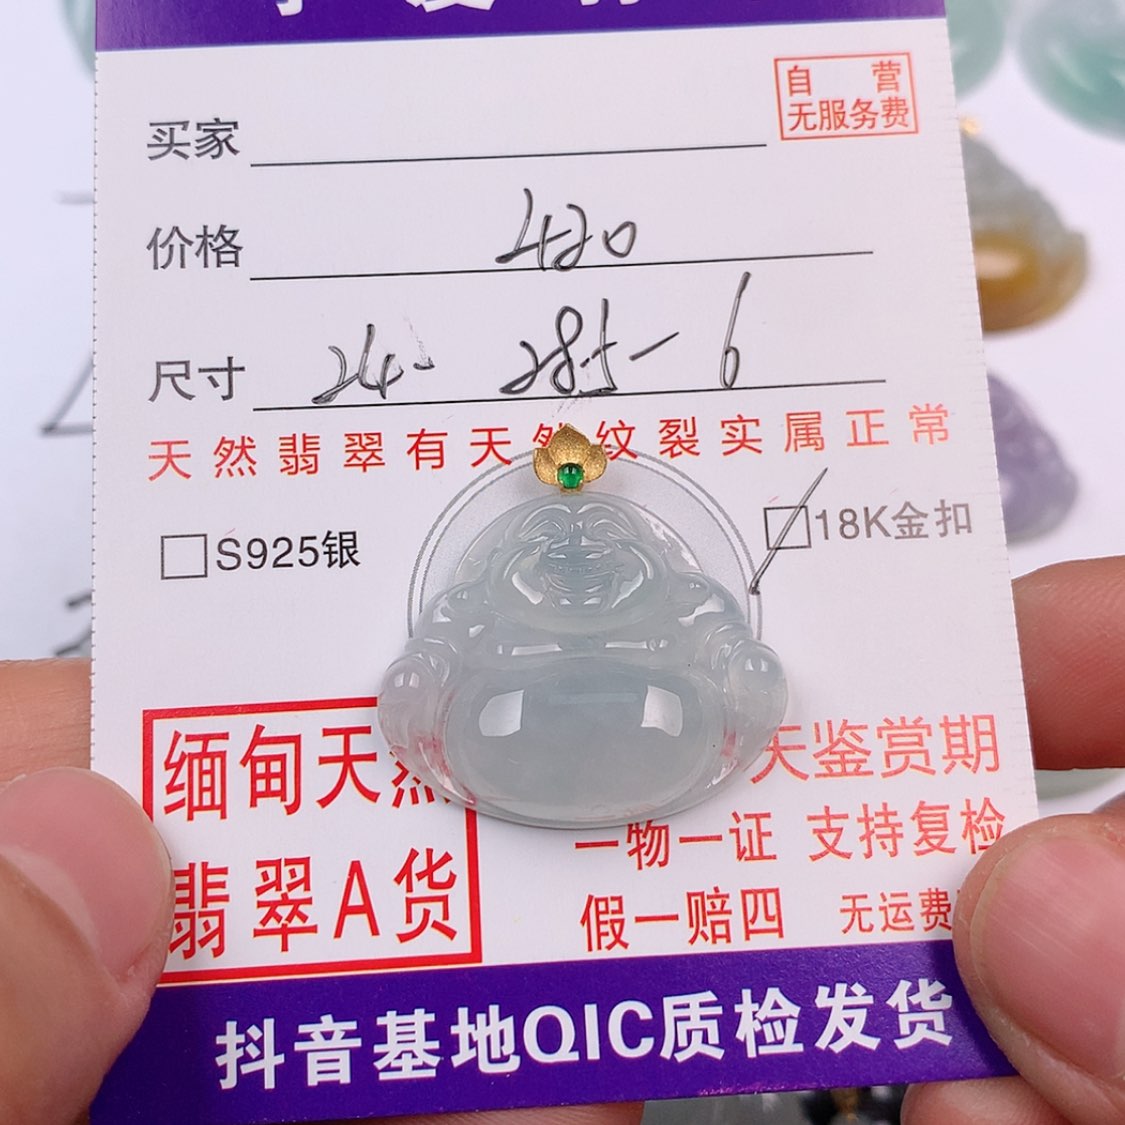 自 营
无服务费
买家
价格 420
尺寸 24- 28.5- 6
天然翡翠有天然纹裂实属正常
S925银
18K金扣
缅甸天然
翡翠A货
天鉴赏期
一物一证 支持复检
假一赔四 无运费
抖音基地QIC质检发货